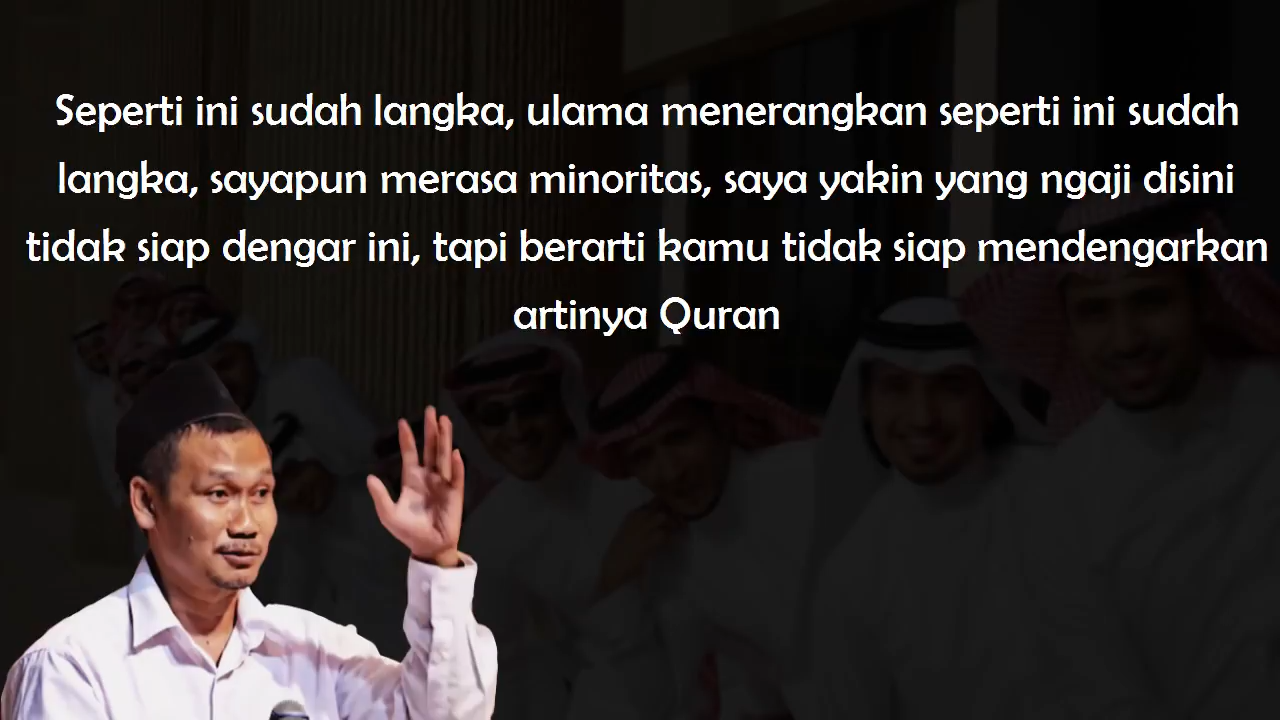 Seperti ini sudah langka, ulama menerangkan seperti ini sudah
langka, sayapun merasa minoritas, saya yakin yang ngaji disini
tidak siap dengar ini, tapi berarti kamu tidak siap mendengarkan
artinya Quran